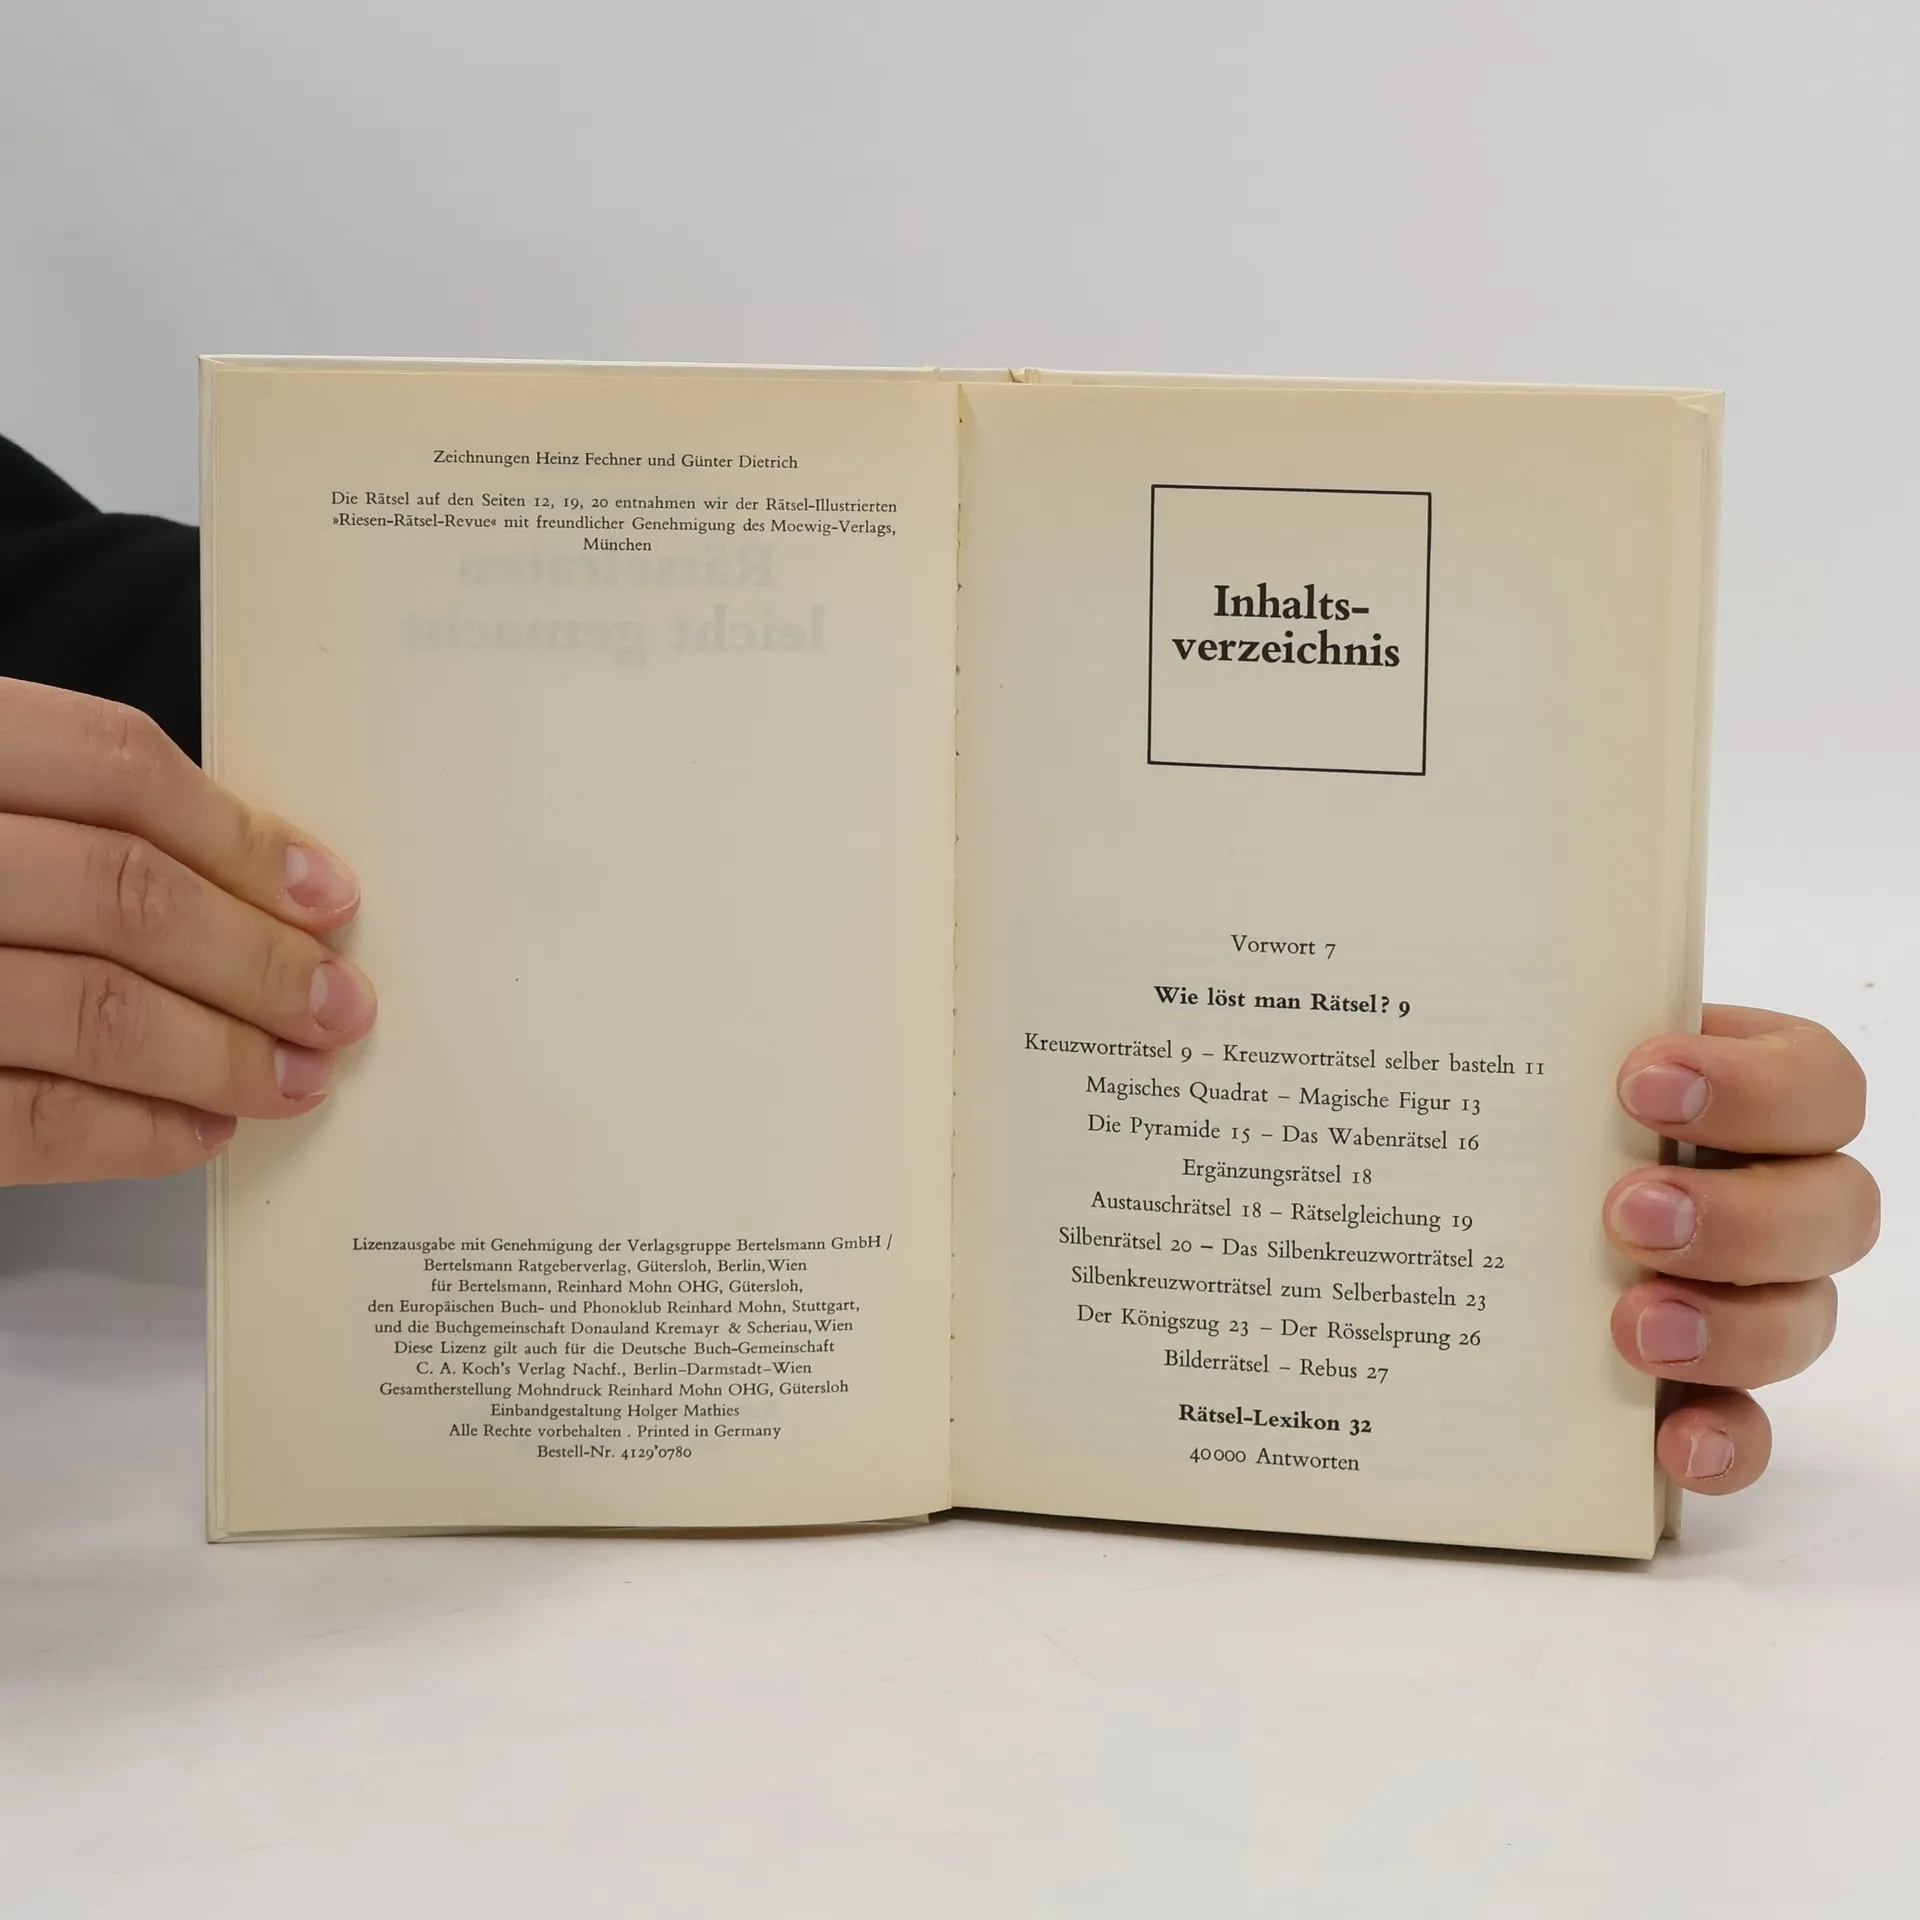 Zeichnungen Heinz Fechner und Günter Dietrich
Die Rätsel auf den Seiten 12, 19, 20 entnahmen wir der Rätsel-Illustrierten
»Riesen-Rätsel-Revue« mit freundlicher Genehmigung des Moewig-Verlags,
München
Rätselraten
leicht gemacht
Lizenzausgabe mit Genehmigung der Verlagsgruppe Bertelsmann GmbH /
Bertelsmann Ratgeberverlag, Gütersloh, Berlin, Wien
für Bertelsmann, Reinhard Mohn OHG, Gütersloh,
den Europäischen Buch- und Phonoklub Reinhard Mohn, Stuttgart,
und die Buchgemeinschaft Donauland Kremayr & Scheriau, Wien
Diese Lizenz gilt auch für die Deutsche Buch-Gemeinschaft
C. A. Koch's Verlag Nachf., Berlin–Darmstadt–Wien
Gesamtherstellung Mohndruck Reinhard Mohn OHG, Gütersloh
Einbandgestaltung Holger Mathies
Alle Rechte vorbehalten . Printed in Germany
Bestell-Nr. 4129'0780
Inhalts-
verzeichnis
Vorwort 7
Wie löst man Rätsel? 9
Kreuzworträtsel 9 – Kreuzworträtsel selber basteln 11
Magisches Quadrat – Magische Figur 13
Die Pyramide 15 – Das Wabenrätsel 16
Ergänzungsrätsel 18
Austauschrätsel 18 – Rätselgleichung 19
Silbenrätsel 20 – Das Silbenkreuzworträtsel 22
Silbenkreuzworträtsel zum Selberbasteln 23
Der Königszug 23 – Der Rösselsprung 26
Bilderrätsel – Rebus 27
Rätsel-Lexikon 32
40000 Antworten